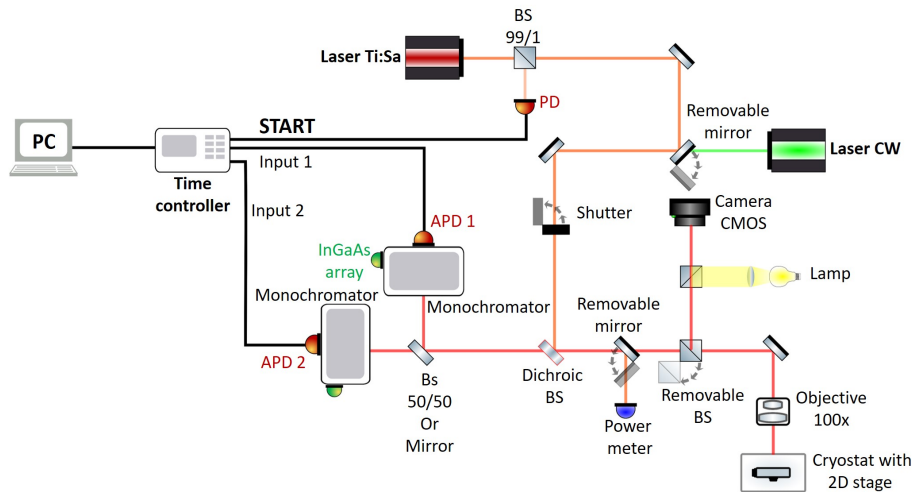 BS
99/1
Laser Ti:Sa
PD
Removable
mirror
START
PC
Input 1
Laser CW
Time
controller
Input 2
Camera
CMOS
APD 1
Shutter
InGaAs
array
Lamp
Monochromator
Monochromator
Removable
mirror
APD 2
Bs
50/50
Or
Mirror
Dichroic
BS
Removable
BS
Power
meter
Objective
100x
Cryostat with
2D stage